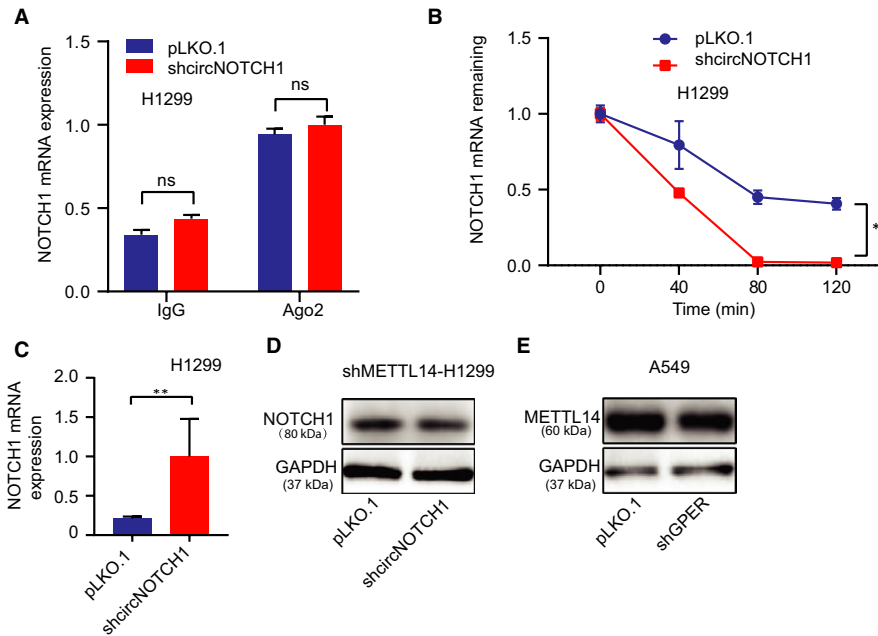 A
NOTCH1 mRNA expression
1.5
1.0
0.5
0.0
pLKO.1
shcircNOTCH1
H1299
ns
ns
IgG
Ago2
B
NOTCH1 mRNA remaining
1.5
1.0
0.5
0.0
pLKO.1
shcircNOTCH1
H1299
*
0
40
80
120
Time (min)
C
H1299
NOTCH1 mRNA
expression
2.0
1.5
1.0
0.5
0
**
pLKO.1
shcircNOTCH1
D
shMETTL14-H1299
NOTCH1
(80 kDa)
GAPDH
(37 kDa)
pLKO.1
shcircNOTCH1
E
A549
METTL14
(60 kDa)
GAPDH
(37 kDa)
pLKO.1
shGPER